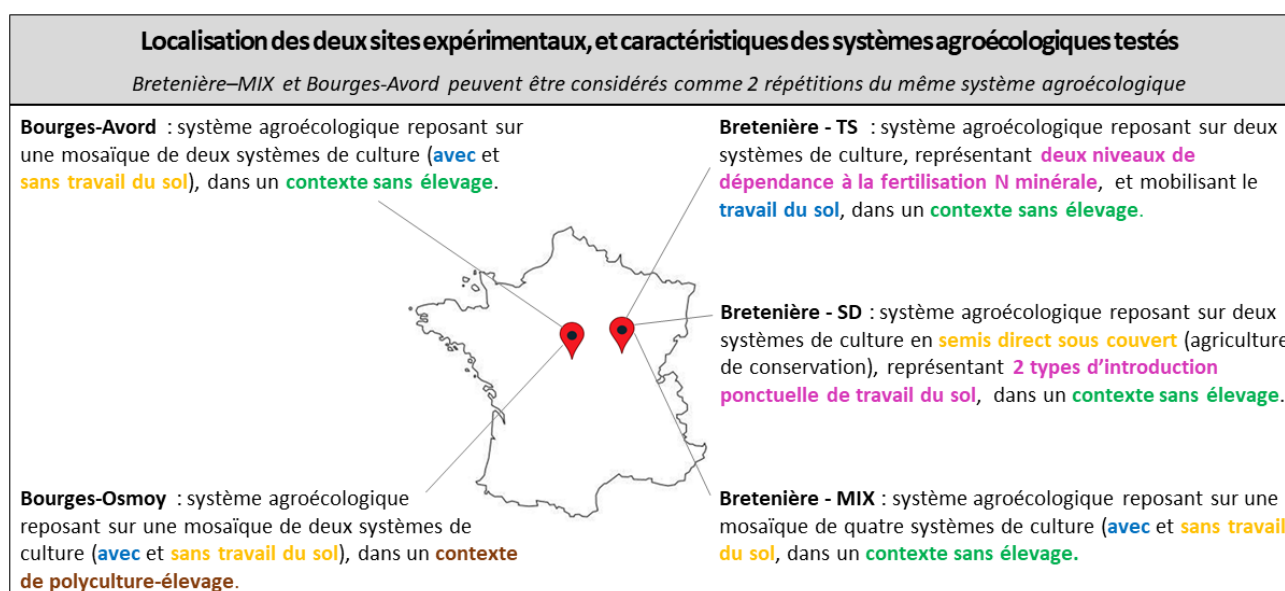 Localisation des deux sites expérimentaux, et caractéristiques des systèmes agroécologiques testés
Bretenière–MIX et Bourges-Avord peuvent être considérés comme 2 répétitions du même système agroécologique
Bourges-Avord : système agroécologique reposant sur
une mosaïque de deux systèmes de culture (avec et
sans travail du sol), dans un contexte sans élevage.
Bretenière - TS : système agroécologique reposant sur deux
systèmes de culture, représentant deux niveaux de
dépendance à la fertilisation N minérale, et mobilisant le
travail du sol, dans un contexte sans élevage.
Bretenière - SD : système agroécologique reposant sur deux
systèmes de culture en semis direct sous couvert (agriculture
de conservation), représentant 2 types d’introduction
ponctuelle de travail du sol, dans un contexte sans élevage.
Bourges-Osmoy : système agroécologique
reposant sur une mosaïque de deux systèmes de
culture (avec et sans travail du sol), dans un contexte
de polyculture-élevage.
Bretenière - MIX : système agroécologique reposant sur une
mosaïque de quatre systèmes de culture (avec et sans travail
du sol, dans un contexte sans élevage.